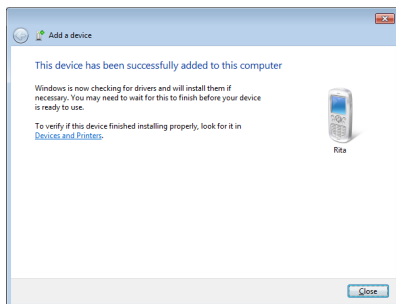 Add a device
This device has been successfully added to this computer
Windows is now checking for drivers and will install them if
necessary. You may need to wait for this to finish before your device
is ready to use.
To verify if this device finished installing properly, look for it in
Devices and Printers.
Rita
Close